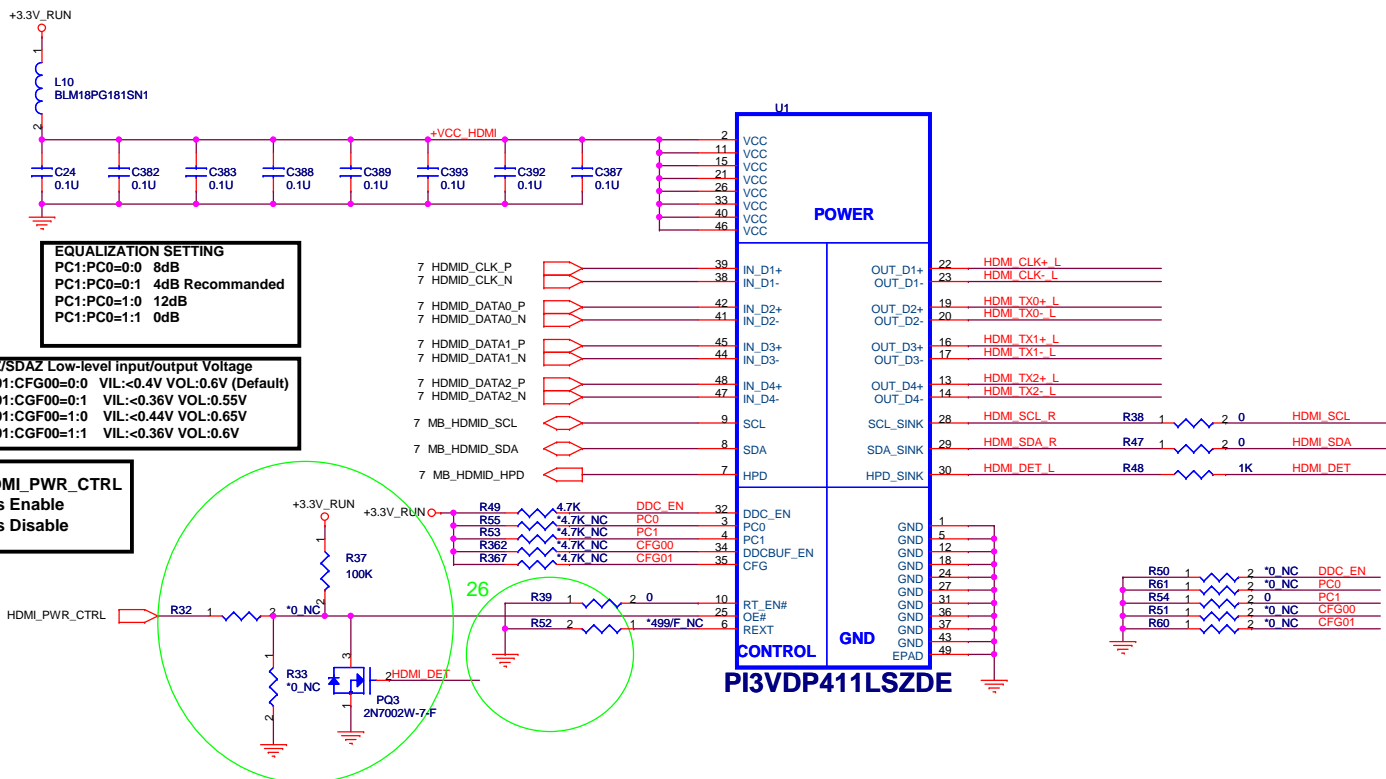 +3.3V_RUN
1
L10
BLM18PG181SN1
2
+VCC_HDMI
C24 0.1U
C382 0.1U
C383 0.1U
C388 0.1U
C389 0.1U
C393 0.1U
C392 0.1U
C387 0.1U
EQUALIZATION SETTING
PC1:PC0=0:0 8dB
PC1:PC0=0:1 4dB Recommanded
PC1:PC0=1:0 12dB
PC1:PC0=1:1 0dB
/SDAZ Low-level input/output Voltage
01:CFG00=0:0 VIL:<0.4V VOL:0.6V (Default)
01:CGF00=0:1 VIL:<0.36V VOL:0.55V
01:CGF00=1:0 VIL:<0.44V VOL:0.65V
01:CGF00=1:1 VIL:<0.36V VOL:0.6V
DMI_PWR_CTRL
s Enable
s Disable
U1
2 VCC
11 VCC
15 VCC
21 VCC
26 VCC
33 VCC
40 VCC
46 VCC
POWER
7 HDMID_CLK_P 39 IN_D1+
7 HDMID_CLK_N 38 IN_D1-
7 HDMID_DATA0_P 42 IN_D2+
7 HDMID_DATA0_N 41 IN_D2-
7 HDMID_DATA1_P 45 IN_D3+
7 HDMID_DATA1_N 44 IN_D3-
7 HDMID_DATA2_P 48 IN_D4+
7 HDMID_DATA2_N 47 IN_D4-
7 MB_HDMID_SCL 9 SCL
7 MB_HDMID_SDA 8 SDA
7 MB_HDMID_HPD 7 HPD
OUT_D1+ 22 HDMI_CLK+_L
OUT_D1- 23 HDMI_CLK-_L
OUT_D2+ 19 HDMI_TX0+_L
OUT_D2- 20 HDMI_TX0-_L
OUT_D3+ 16 HDMI_TX1+_L
OUT_D3- 17 HDMI_TX1-_L
OUT_D4+ 13 HDMI_TX2+_L
OUT_D4- 14 HDMI_TX2-_L
SCL_SINK 28 HDMI_SCL_R R38 1 2 0 HDMI_SCL
SDA_SINK 29 HDMI_SDA_R R47 1 2 0 HDMI_SDA
HPD_SINK 30 HDMI_DET_L R48 1K HDMI_DET
+3.3V_RUN
R49 4.7K DDC_EN 32 DDC_EN
R55 *4.7K_NC PC0 3 PC0
R53 *4.7K_NC PC1 4 PC1
R362 *4.7K_NC CFG00 34 DDCBUF_EN
R367 *4.7K_NC CFG01 35 CFG
R39 1 2 0 10 RT_EN#
25 OE#
R52 2 1 *499/F_NC 6 REXT
CONTROL
GND
GND 1
GND 5
GND 12
GND 18
GND 24
GND 27
GND 31
GND 36
GND 37
GND 43
EPAD 49
PI3VDP411LSZDE
R50 1 2 *0_NC DDC_EN
R61 1 2 *0_NC PC0
R54 1 2 0 PC1
R51 1 2 *0_NC CFG00
R60 1 2 *0_NC CFG01
+3.3V_RUN
1
R37
100K
2
HDMI_PWR_CTRL R32 1 2 *0_NC
1
R33
*0_NC
2
3
2 HDMI_DET
1
PQ3
2N7002W-7-F
26